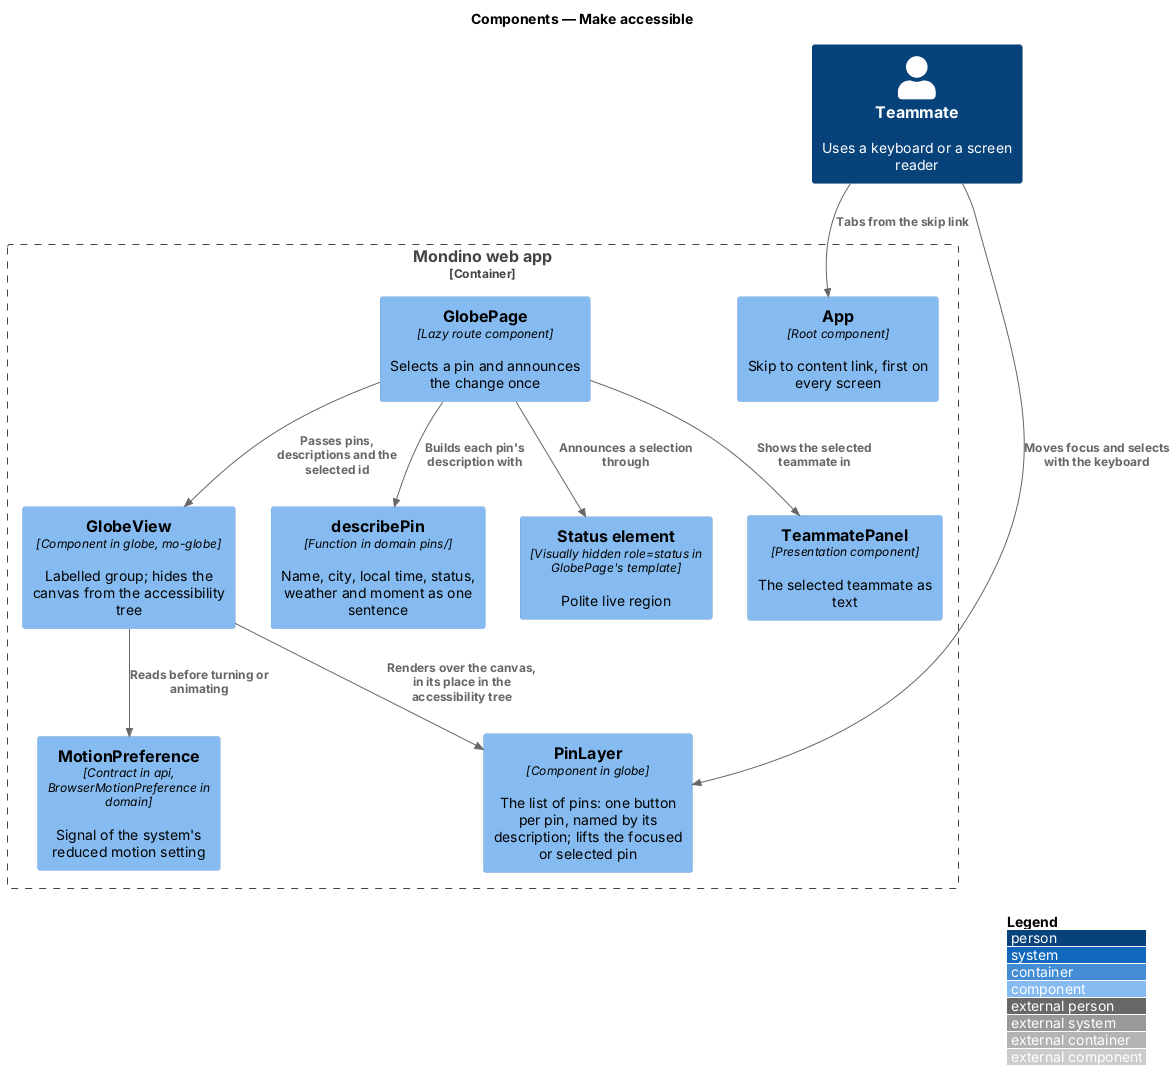 Components — Make accessible
Teammate
Uses a keyboard or a screen
reader
Tabs from the skip link
Mondino web app
[Container]
GlobePage
[Lazy route component]
Selects a pin and announces
the change once
App
[Root component]
Skip to content link, first on
every screen
Passes pins,
descriptions and the
selected id
Builds each pin's
description with
Announces a selection
through
Shows the selected
teammate in
Moves focus and selects
with the keyboard
GlobeView
[Component in globe, mo-globe]
Labelled group; hides the
canvas from the accessibility
tree
describePin
[Function in domain pins/]
Name, city, local time, status,
weather and moment as one
sentence
Status element
[Visually hidden role=status in
GlobePage's template]
Polite live region
TeammatePanel
[Presentation component]
The selected teammate as
text
Reads before turning or
animating
Renders over the canvas,
in its place in the
accessibility tree
MotionPreference
[Contract in api,
BrowserMotionPreference in
domain]
Signal of the system's
reduced motion setting
PinLayer
[Component in globe]
The list of pins: one button
per pin, named by its
description; lifts the focused
or selected pin
Legend
person
system
container
component
external person
external system
external container
external component